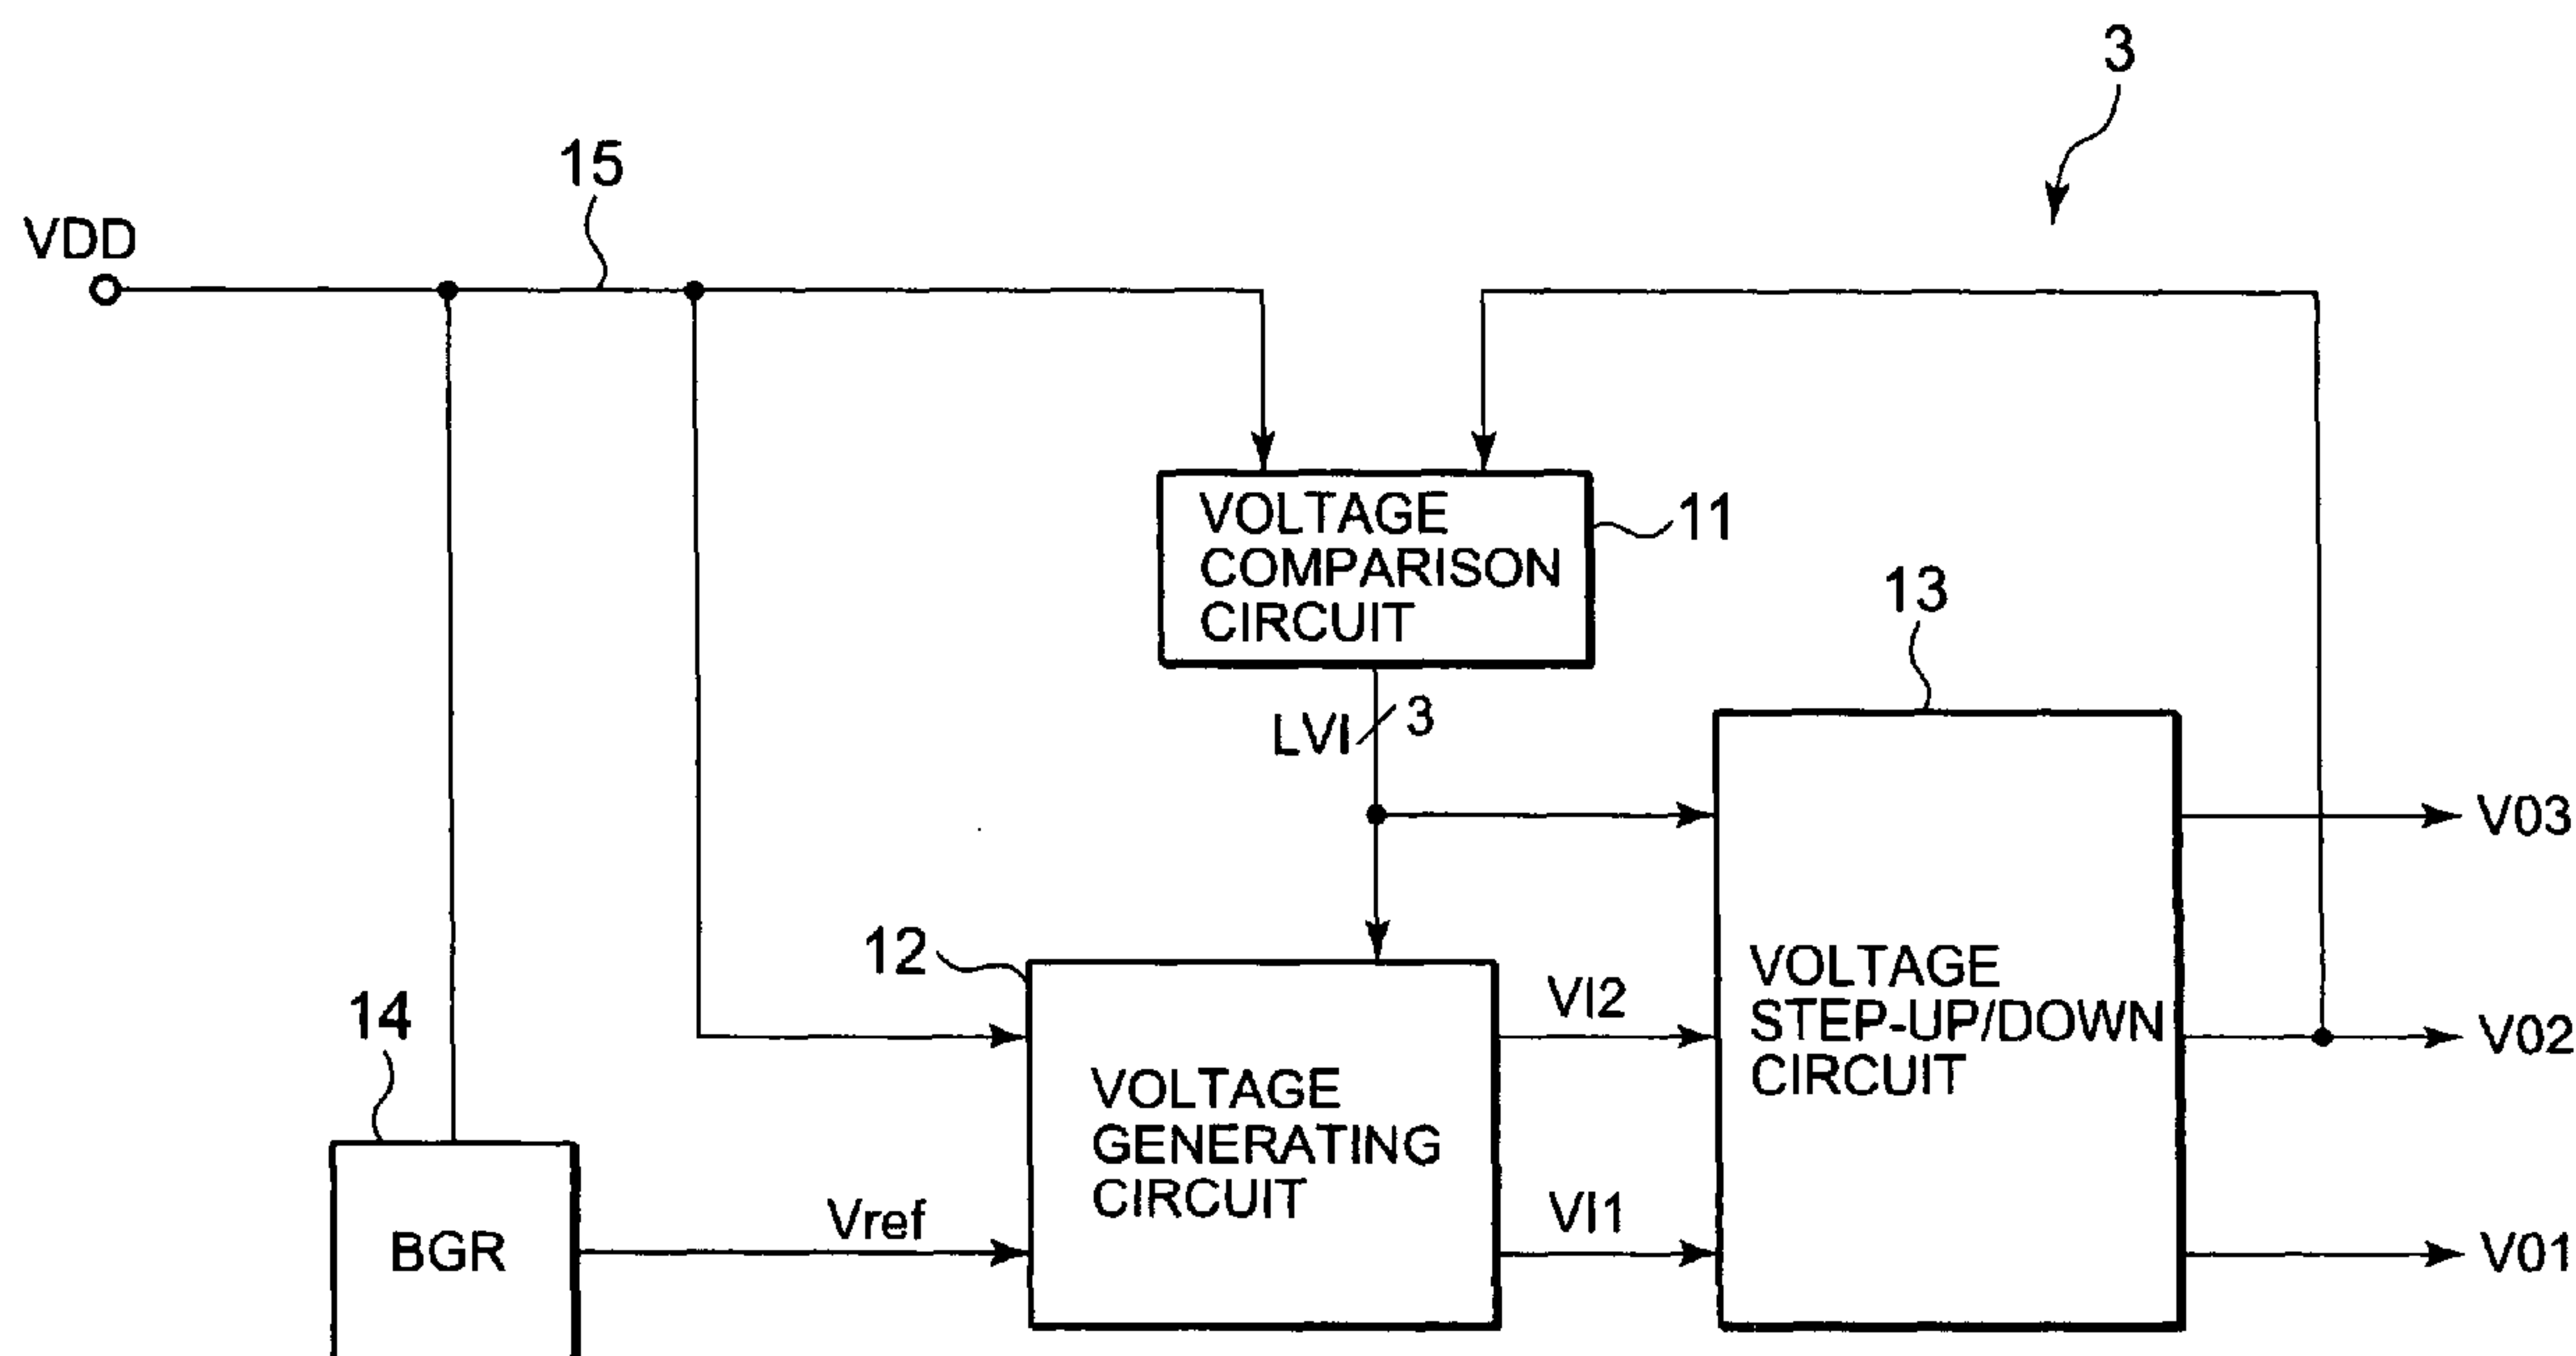 3
15
VDD
VOLTAGE
COMPARISON
CIRCUIT
11
13
LVI
3
V03
12
VI2
VOLTAGE
STEP-UP/DOWN
CIRCUIT
V02
14
VOLTAGE
GENERATING
CIRCUIT
Vref
VI1
BGR
V01